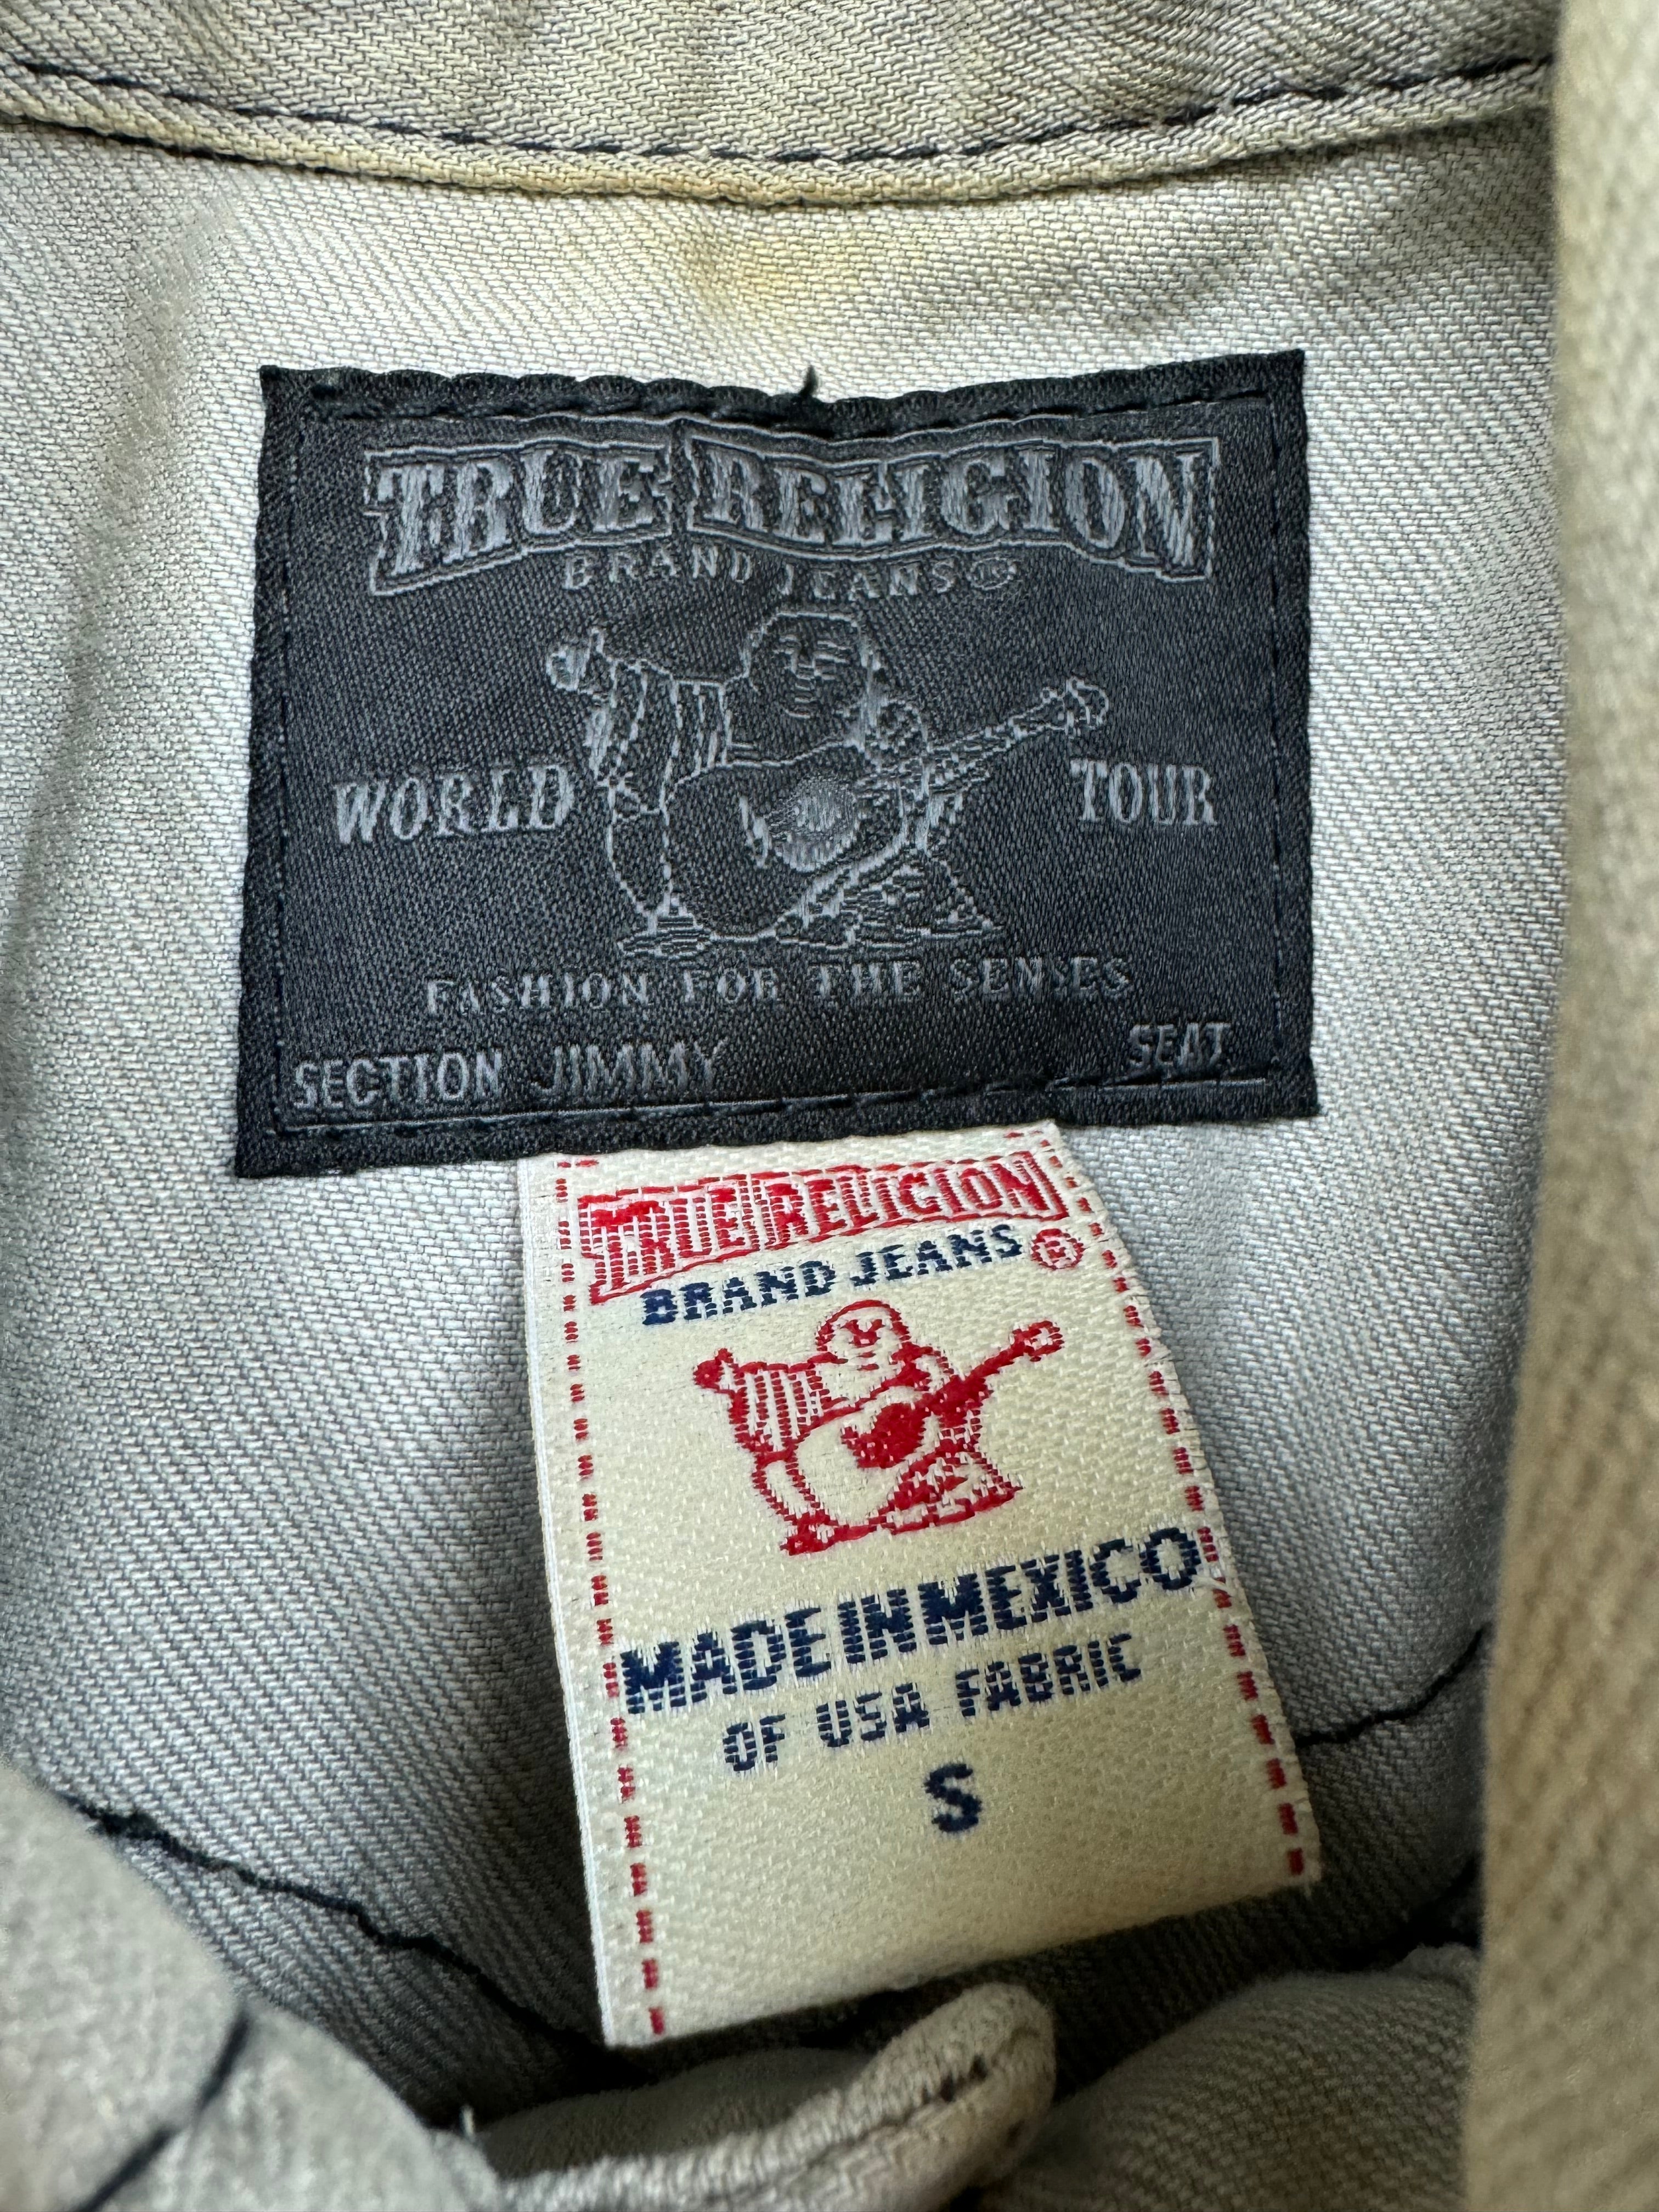 TRUE RELIGION
BRAND JEANS®
WORLD TOUR
FASHION FOR THE SENSES
SECTION JIMMY SEAT
TRUE RELIGION
BRAND JEANS®
MADE IN MEXICO
OF USA FABRIC
S